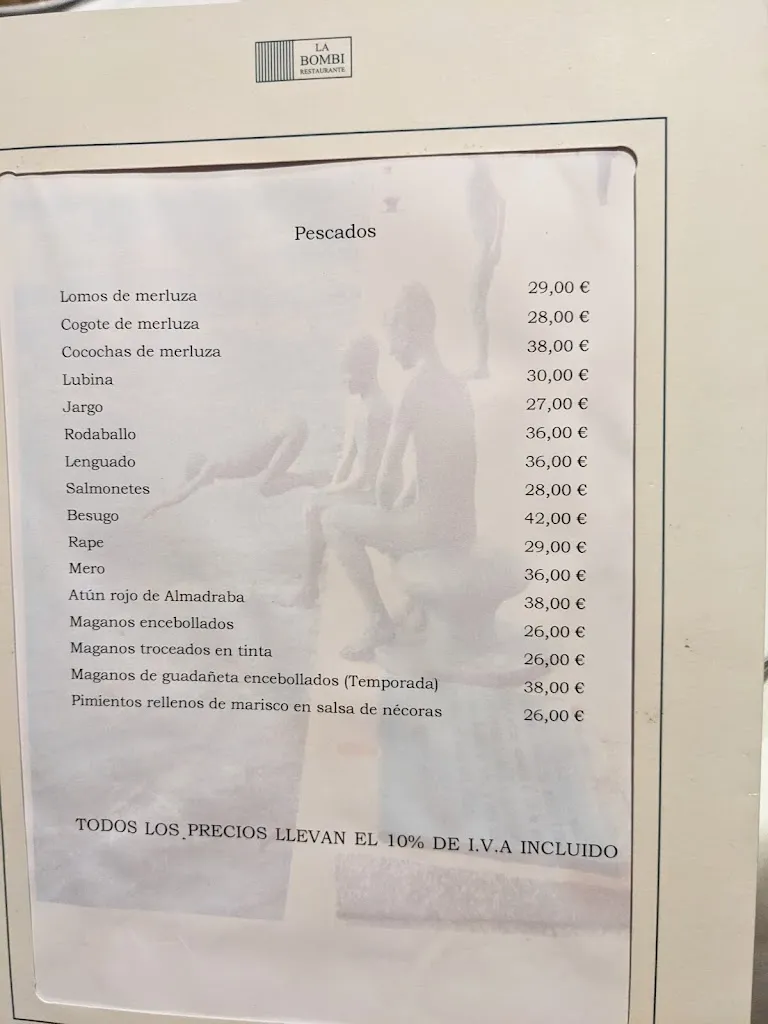 LA
BOMBI
RESTAURANTE
Pescados
Lomos de merluza 29,00 €
Cogote de merluza 28,00 €
Cocochas de merluza 38,00 €
Lubina 30,00 €
Jargo 27,00 €
Rodaballo 36,00 €
Lenguado 36,00 €
Salmonetes 28,00 €
Besugo 42,00 €
Rape 29,00 €
Mero 36,00 €
Atún rojo de Almadraba 38,00 €
Maganos encebollados 26,00 €
Maganos troceados en tinta 26,00 €
Maganos de guadañeta encebollados (Temporada) 38,00 €
Pimientos rellenos de marisco en salsa de nécoras 26,00 €
TODOS LOS PRECIOS LLEVAN EL 10% DE I.V.A INCLUIDO